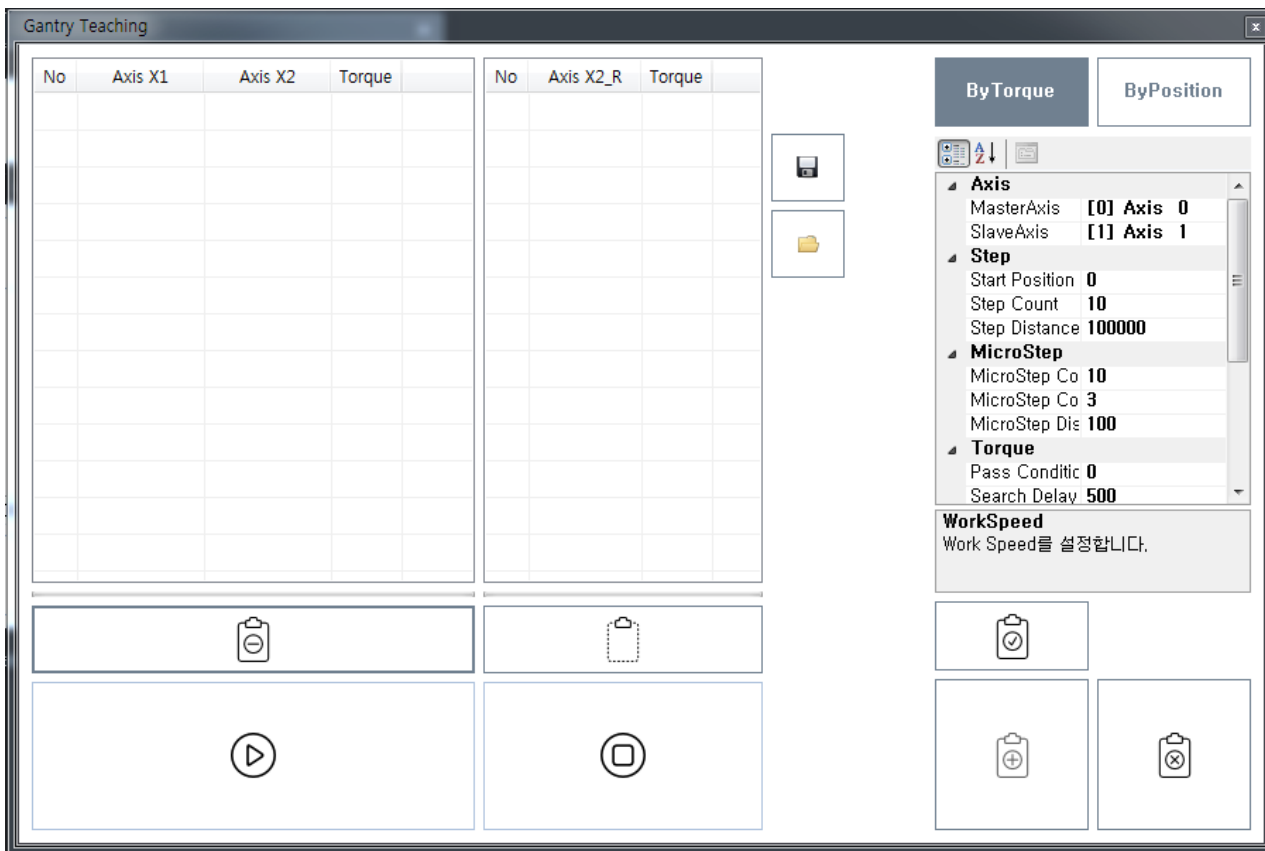 Gantry Teaching
No Axis X1 Axis X2 Torque
No Axis X2_R Torque
ByTorque
ByPosition
Axis
MasterAxis [0] Axis 0
SlaveAxis [1] Axis 1
Step
Start Position 0
Step Count 10
Step Distance 100000
MicroStep
MicroStep Co 10
MicroStep Co 3
MicroStep Dis 100
Torque
Pass Conditic 0
Search Delay 500
WorkSpeed
Work Speed를 설정합니다.